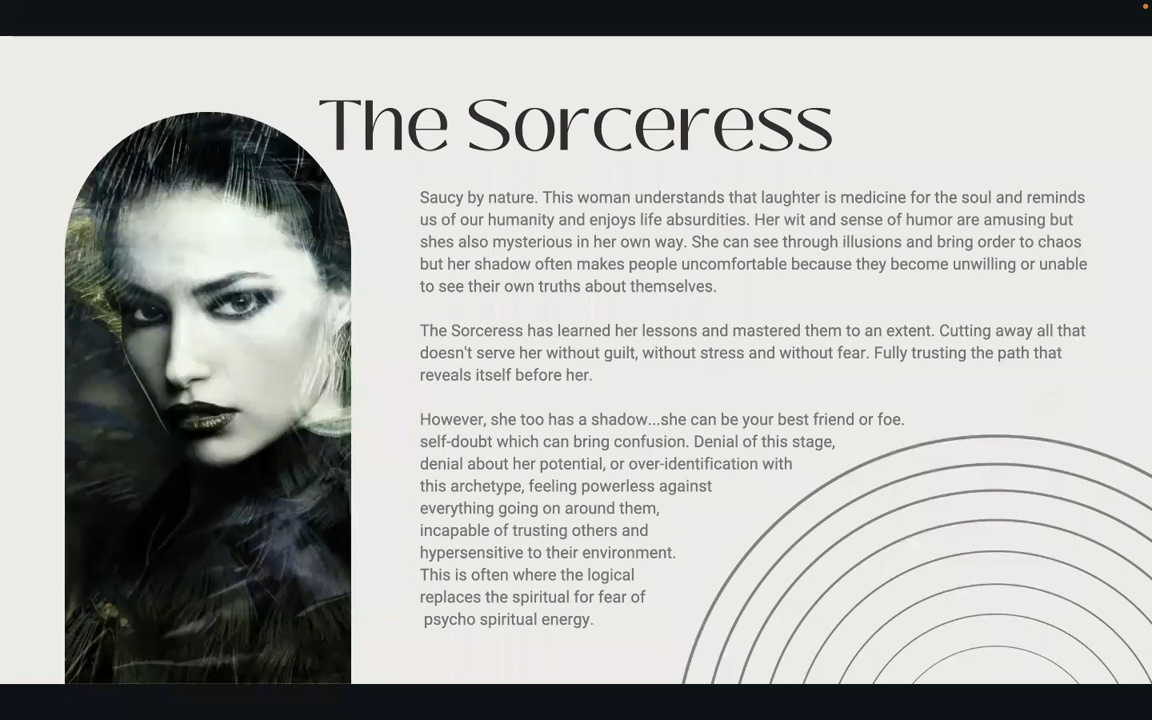 The Sorceress
Saucy by nature. This woman understands that laughter is medicine for the soul and reminds
us of our humanity and enjoys life absurdities. Her wit and sense of humor are amusing but
shes also mysterious in her own way. She can see through illusions and bring order to chaos
but her shadow often makes people uncomfortable because they become unwilling or unable
to see their own truths about themselves.
The Sorceress has learned her lessons and mastered them to an extent. Cutting away all that
doesn't serve her without guilt, without stress and without fear. Fully trusting the path that
reveals itself before her.
However, she too has a shadow...she can be your best friend or foe.
self-doubt which can bring confusion. Denial of this stage,
denial about her potential, or over-identification with
this archetype, feeling powerless against
everything going on around them,
incapable of trusting others and
hypersensitive to their environment.
This is often where the logical
replaces the spiritual for fear of
psycho spiritual energy.